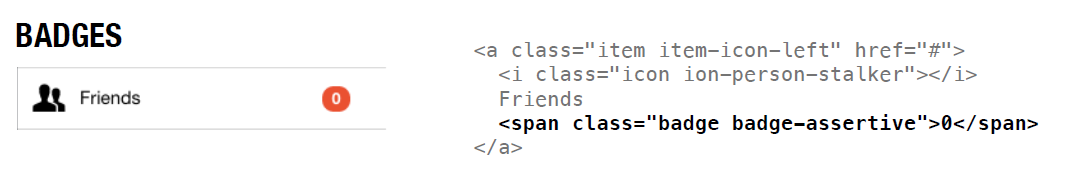 BADGES
Friends 0
<a class="item item-icon-left" href="#">
  <i class="icon ion-person-stalker"></i>
  Friends
  <span class="badge badge-assertive">0</span>
</a>